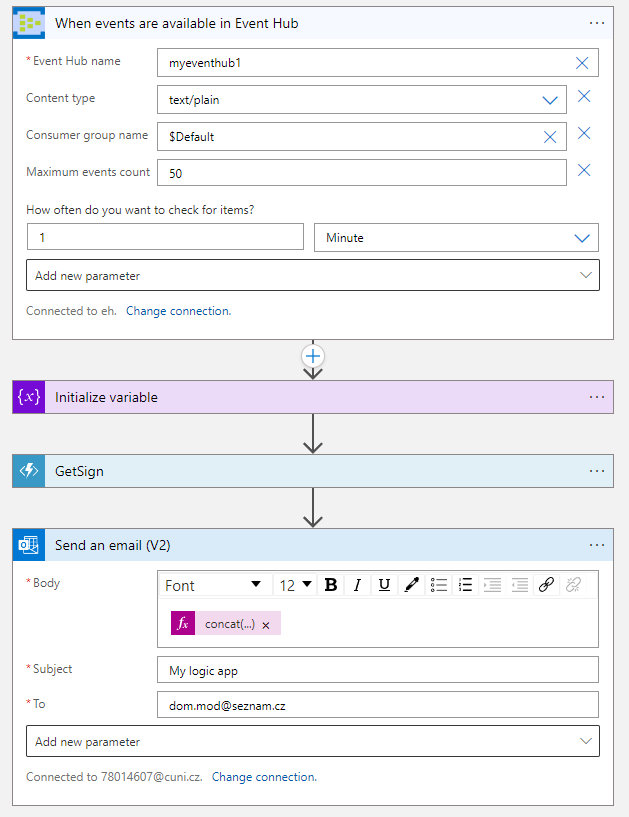 When events are available in Event Hub ...
* Event Hub name myeventhub1
Content type text/plain
Consumer group name $Default
Maximum events count 50
How often do you want to check for items?
1 Minute
Add new parameter
Connected to eh. Change connection.
{x} Initialize variable ...
GetSign ...
Send an email (V2) ...
* Body Font 12 B I U
fx concat(...) ×
* Subject My logic app
* To dom.mod@seznam.cz
Add new parameter
Connected to 78014607@cuni.cz. Change connection.